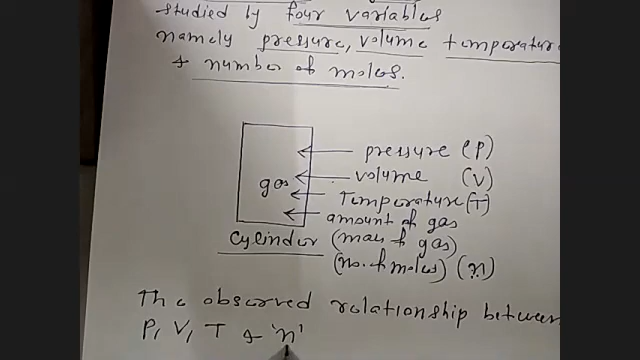 studied by four variables
namely pressure, volume temperature
& number of moles.
gas
pressure (P)
volume (V)
Temperature (T)
amount of gas
cylinder (mass of gas)
(no. of moles) (n)
The observed relationship between
P, V, T & 'n'